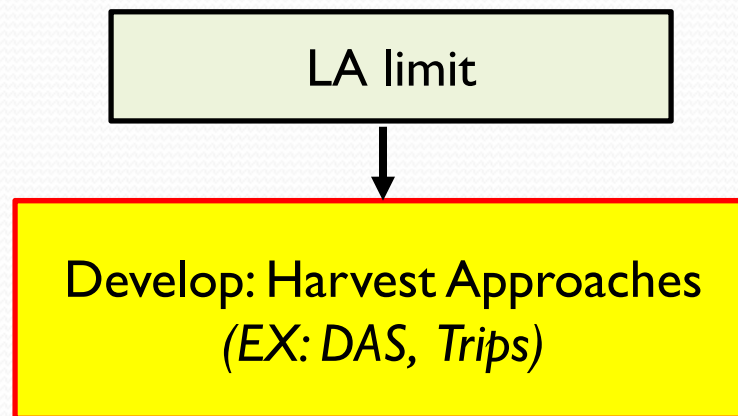 LA limit
Develop: Harvest Approaches
(EX: DAS, Trips)